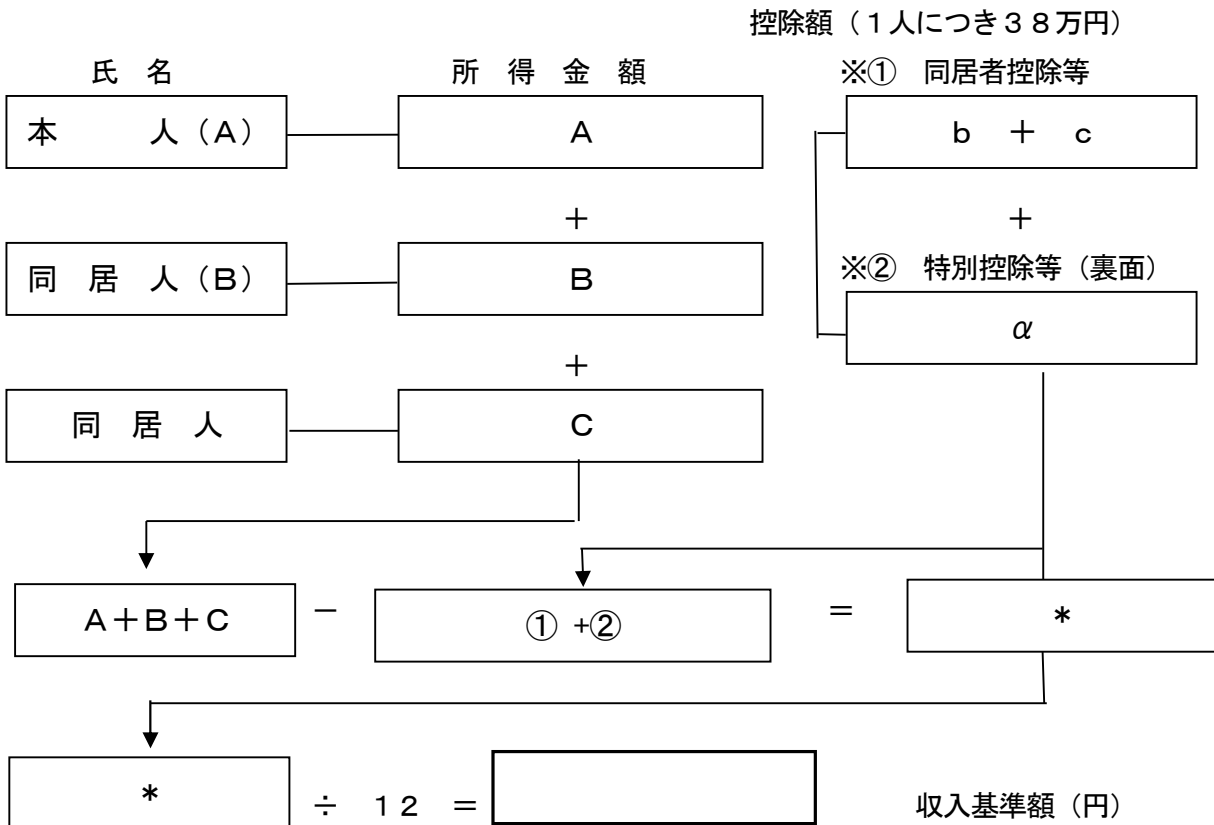 控除額（１人につき３８万円）
氏 名 所 得 金 額 ※① 同居者控除等
本 人（Ａ） Ａ ｂ ＋ ｃ
＋ ＋
同 居 人（Ｂ） Ｂ ※② 特別控除等（裏面）
α
＋
同 居 人 Ｃ
Ａ＋Ｂ＋Ｃ － ① +② ＝ *
* ÷ １２ ＝ 収入基準額（円）